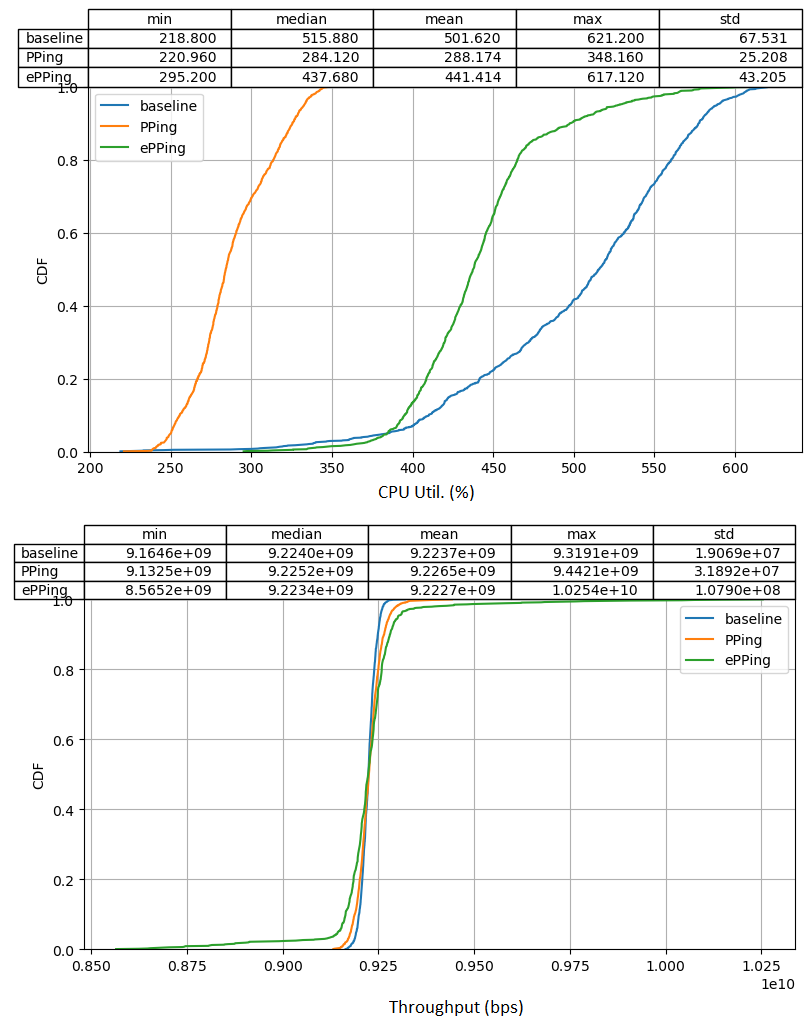 min median mean max std
baseline 218.800 515.880 501.620 621.200 67.531
PPing 220.960 284.120 288.174 348.160 25.208
ePPing 295.200 437.680 441.414 617.120 43.205
1.0
baseline
PPing
ePPing
0.8
0.6
CDF
0.4
0.2
0.0
200 250 300 350 400 450 500 550 600
CPU Util. (%)
min median mean max std
baseline 9.1646e+09 9.2240e+09 9.2237e+09 9.3191e+09 1.9069e+07
PPing 9.1325e+09 9.2252e+09 9.2265e+09 9.4421e+09 3.1892e+07
ePPing 8.5652e+09 9.2234e+09 9.2227e+09 1.0254e+10 1.0790e+08
1.0
baseline
PPing
ePPing
0.8
0.6
CDF
0.4
0.2
0.0
0.850 0.875 0.900 0.925 0.950 0.975 1.000 1.025
1e10
Throughput (bps)